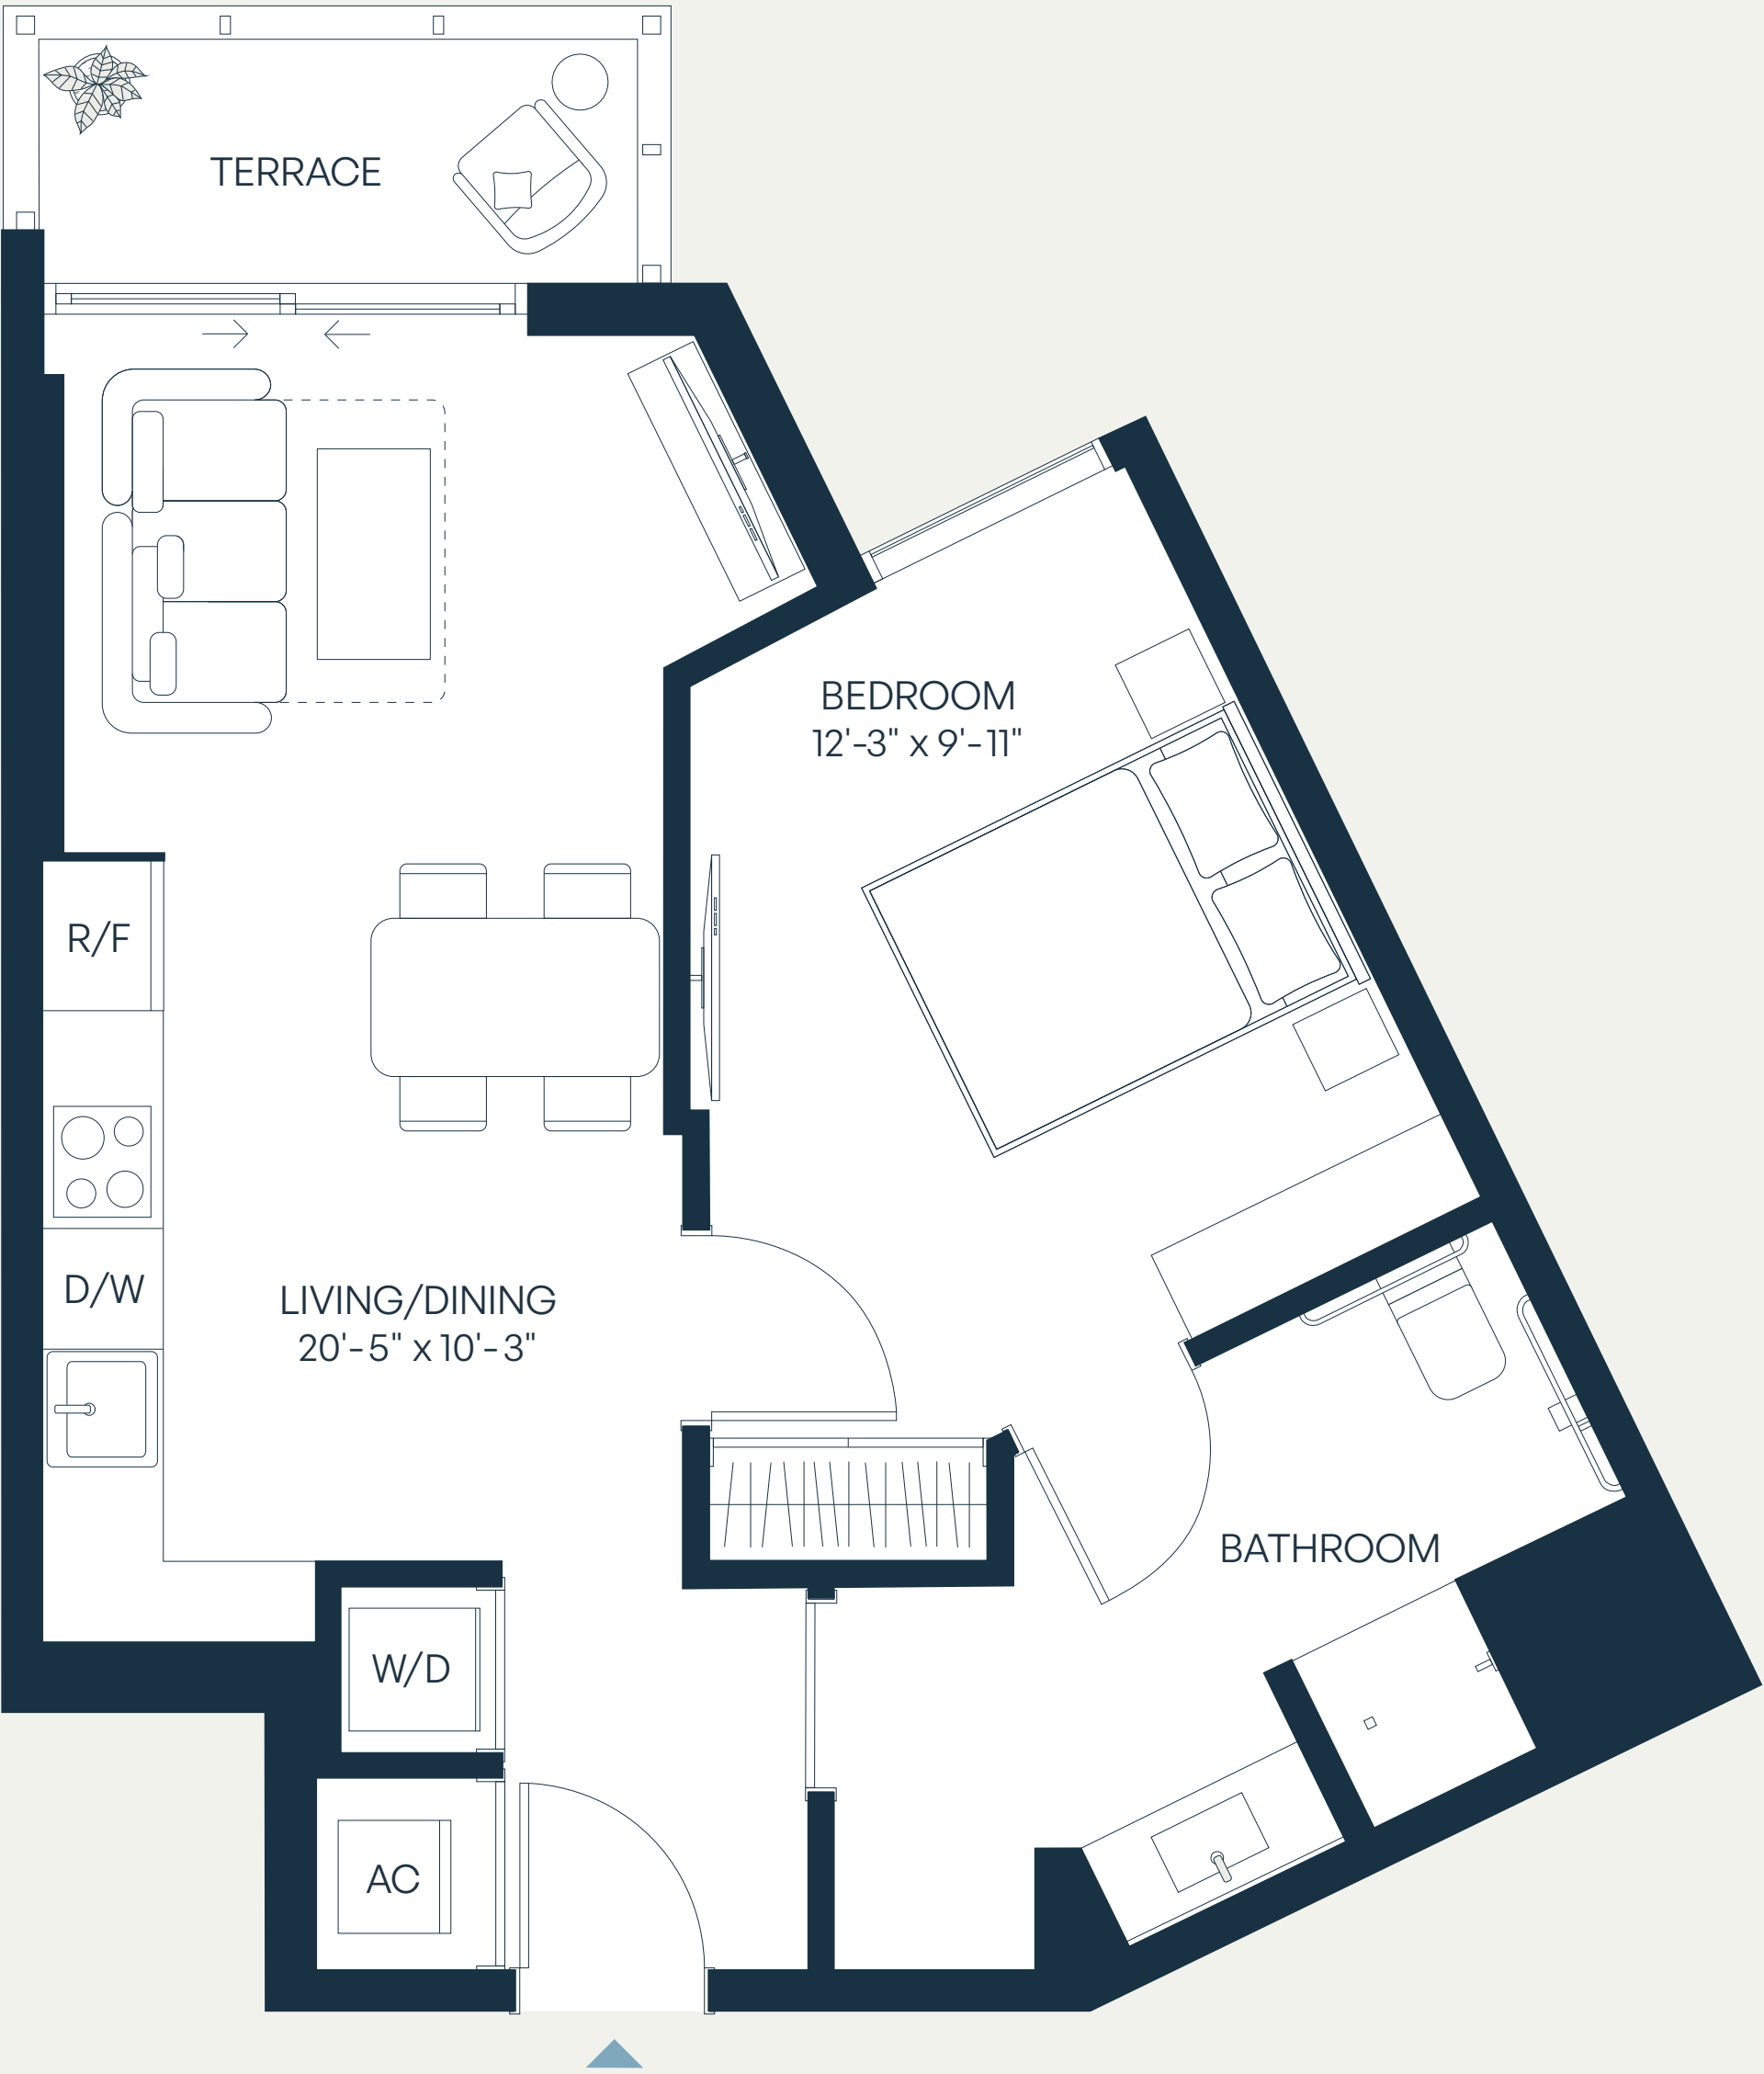 TERRACE
BEDROOM
12'-3" x 9'-11"
R/F
D/W
LIVING/DINING
20'-5" x 10'-3"
BATHROOM
W/D
AC